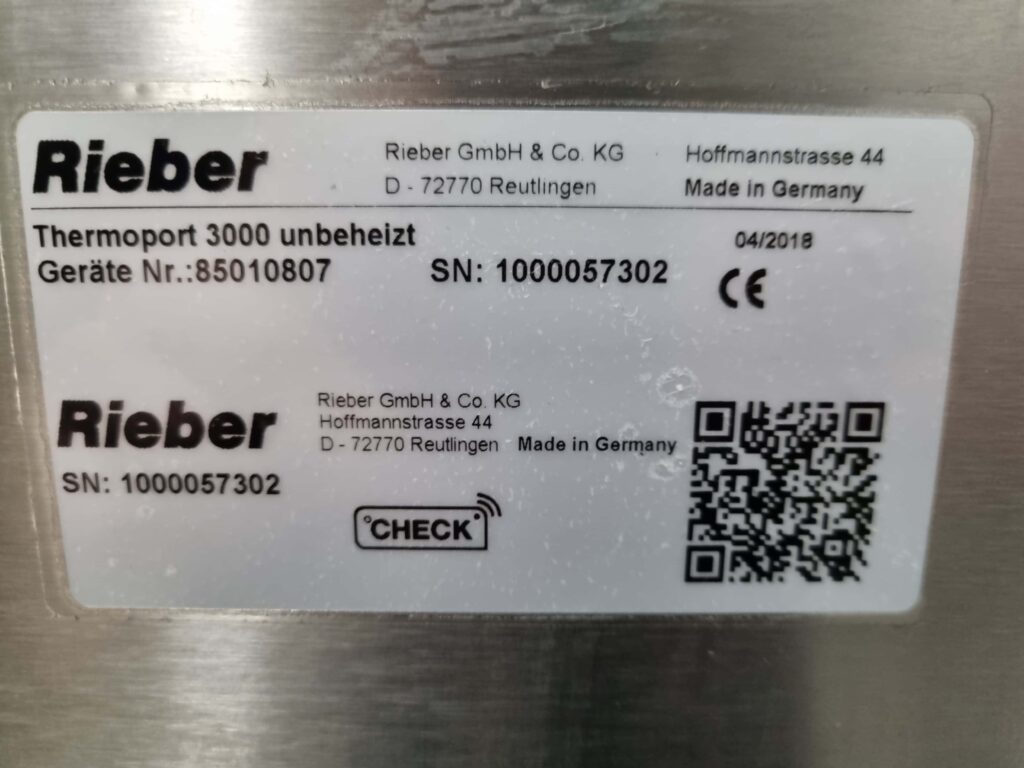 Rieber
Rieber GmbH & Co. KG Hoffmannstrasse 44
D - 72770 Reutlingen Made in Germany
Thermoport 3000 unbeheizt 04/2018
Geräte Nr.:85010807 SN: 1000057302 CE
Rieber
Rieber GmbH & Co. KG
Hoffmannstrasse 44
D - 72770 Reutlingen Made in Germany
SN: 1000057302
°CHECK